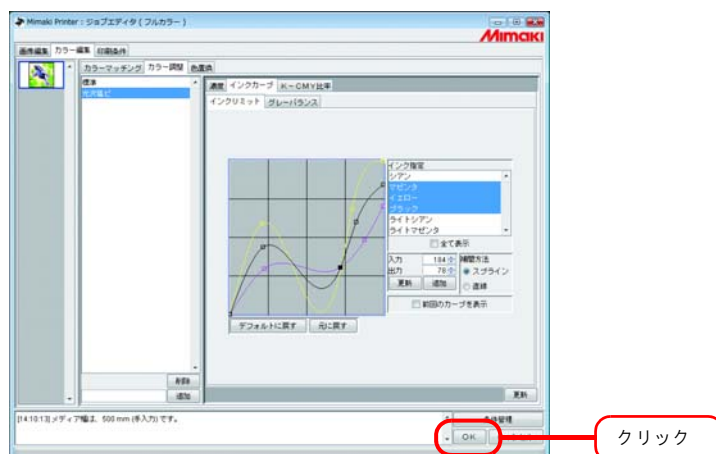 Mimaki Printer : ジョブエディタ ( フルカラー )
Mimaki
画像編集 カラー編集 印刷条件
カラーマッチング カラー調整 色置換
標準
光沢塩ビ
濃度 インクカーブ K-CMY比率
インクリミット グレーバランス
インク指定
シアン
マゼンタ
イエロー
ブラック
ライトシアン
ライトマゼンタ
全て表示
入力 184
出力 78
更新 追加
補間方法
スプライン
直線
前回のカーブを表示
デフォルトに戻す 元に戻す
削除
追加
更新
[14:10:13] メディア幅は、500 mm (手入力) です。
条件管理
OK
クリック